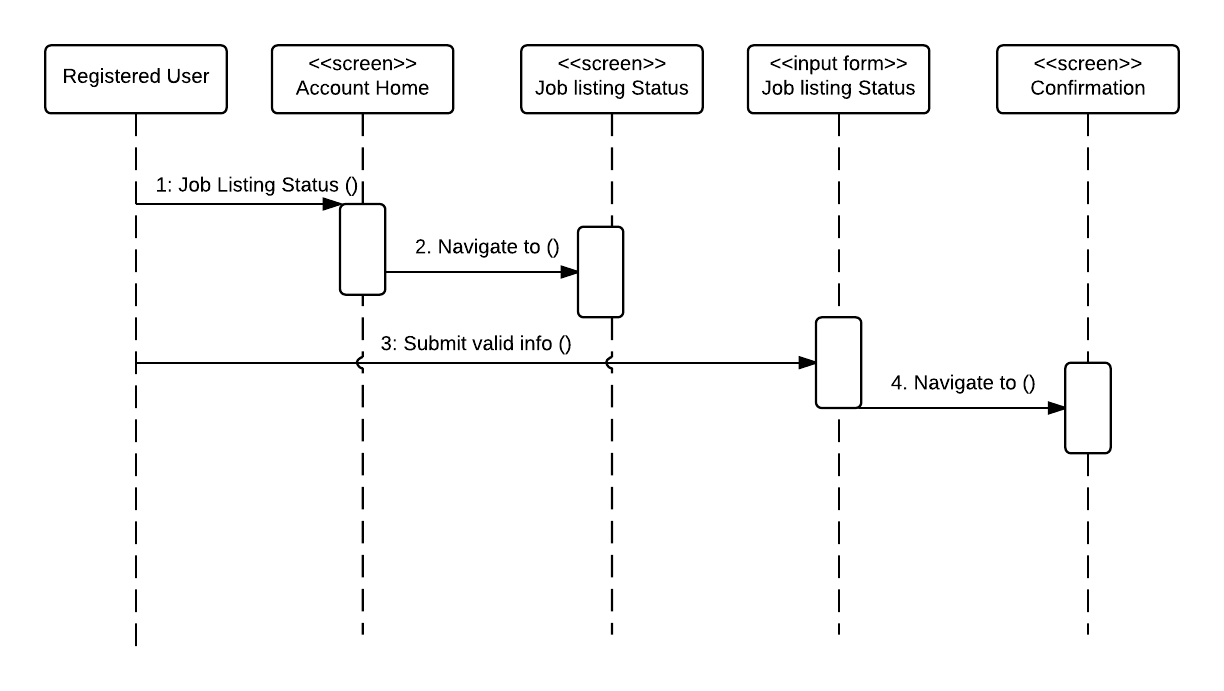 Registered User
<<screen>>
Account Home
<<screen>>
Job listing Status
<<input form>>
Job listing Status
<<screen>>
Confirmation
1: Job Listing Status ()
2. Navigate to ()
3: Submit valid info ()
4. Navigate to ()